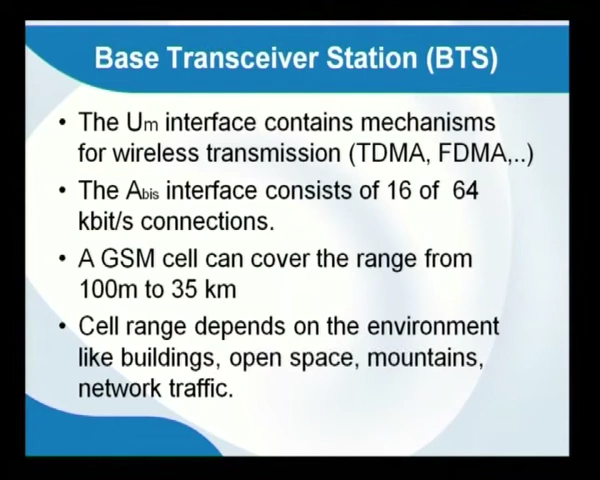 Base Transceiver Station (BTS)
• The Um interface contains mechanisms
for wireless transmission (TDMA, FDMA,..)
• The Abis interface consists of 16 of 64
kbit/s connections.
• A GSM cell can cover the range from
100m to 35 km
• Cell range depends on the environment
like buildings, open space, mountains,
network traffic.